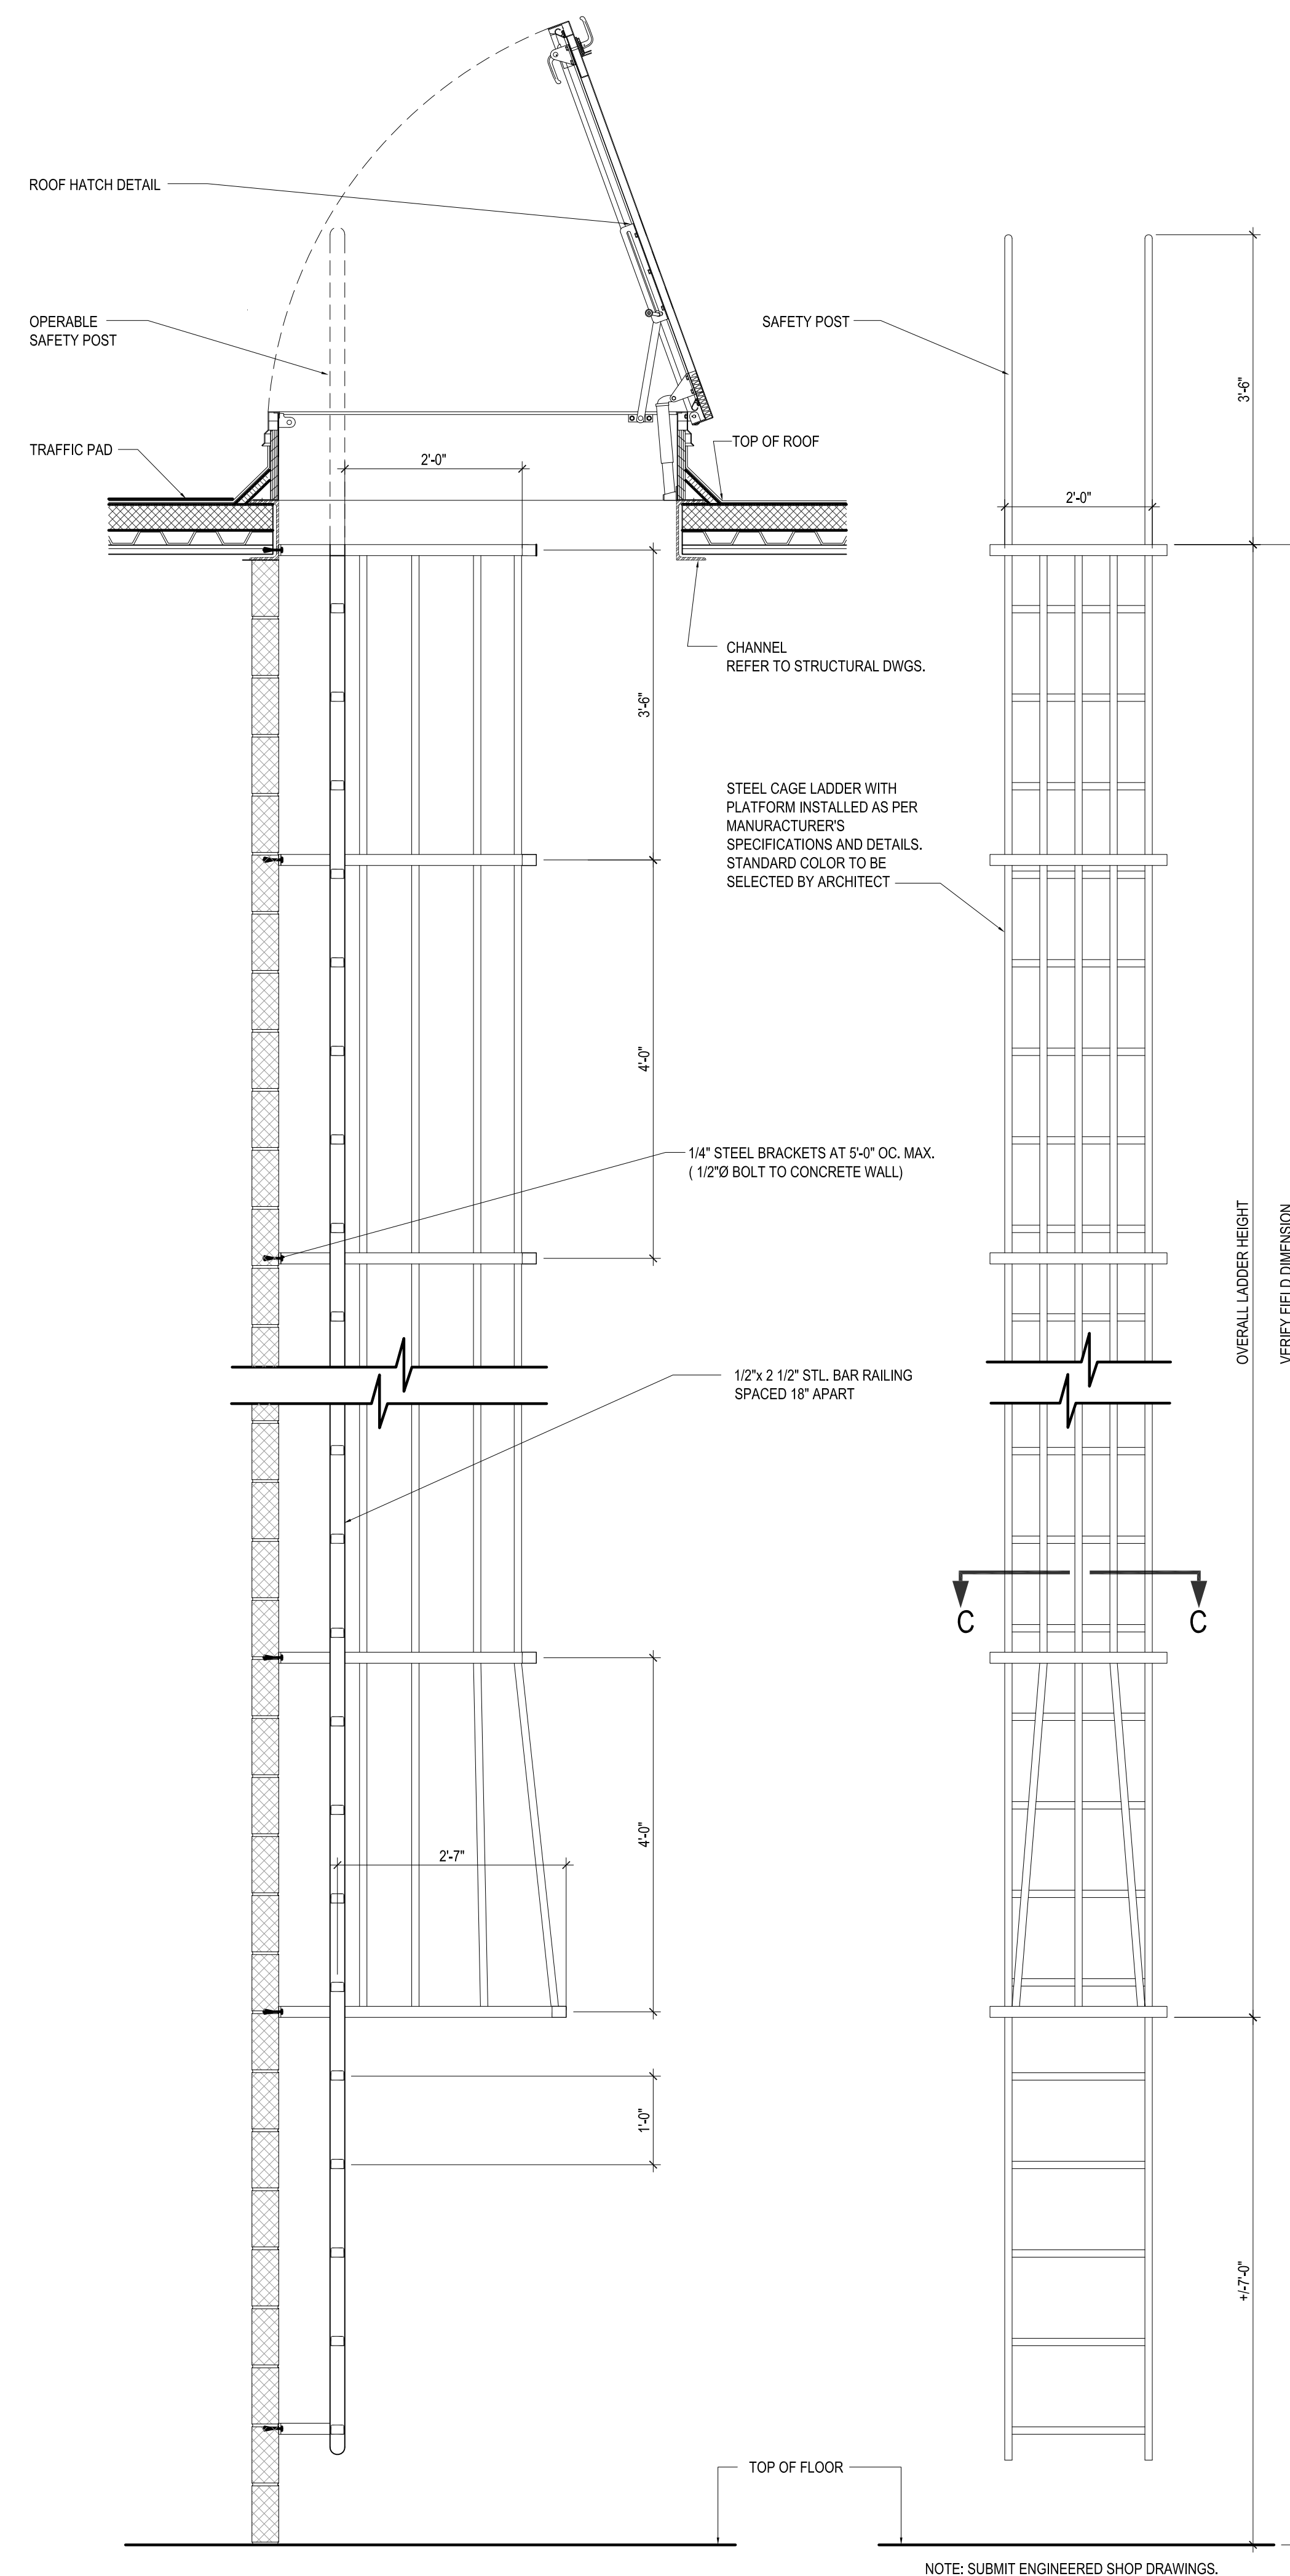 ROOF HATCH DETAIL
OPERABLE
SAFETY POST
SAFETY POST
3'-6"
TRAFFIC PAD
TOP OF ROOF
2'-0"
2'-0"
CHANNEL
REFER TO STRUCTURAL DWGS.
3'-6"
STEEL CAGE LADDER WITH
PLATFORM INSTALLED AS PER
MANURACTURER'S
SPECIFICATIONS AND DETAILS.
STANDARD COLOR TO BE
SELECTED BY ARCHITECT
4'-0"
1/4" STEEL BRACKETS AT 5'-0" OC. MAX.
( 1/2"Ø BOLT TO CONCRETE WALL)
OVERALL LADDER HEIGHT
VERIFY FIELD DIMENSION
1/2"x 2 1/2" STL. BAR RAILING
SPACED 18" APART
C
C
4'-0"
2'-7"
1'-0"
+/-7'-0"
TOP OF FLOOR
NOTE: SUBMIT ENGINEERED SHOP DRAWINGS.